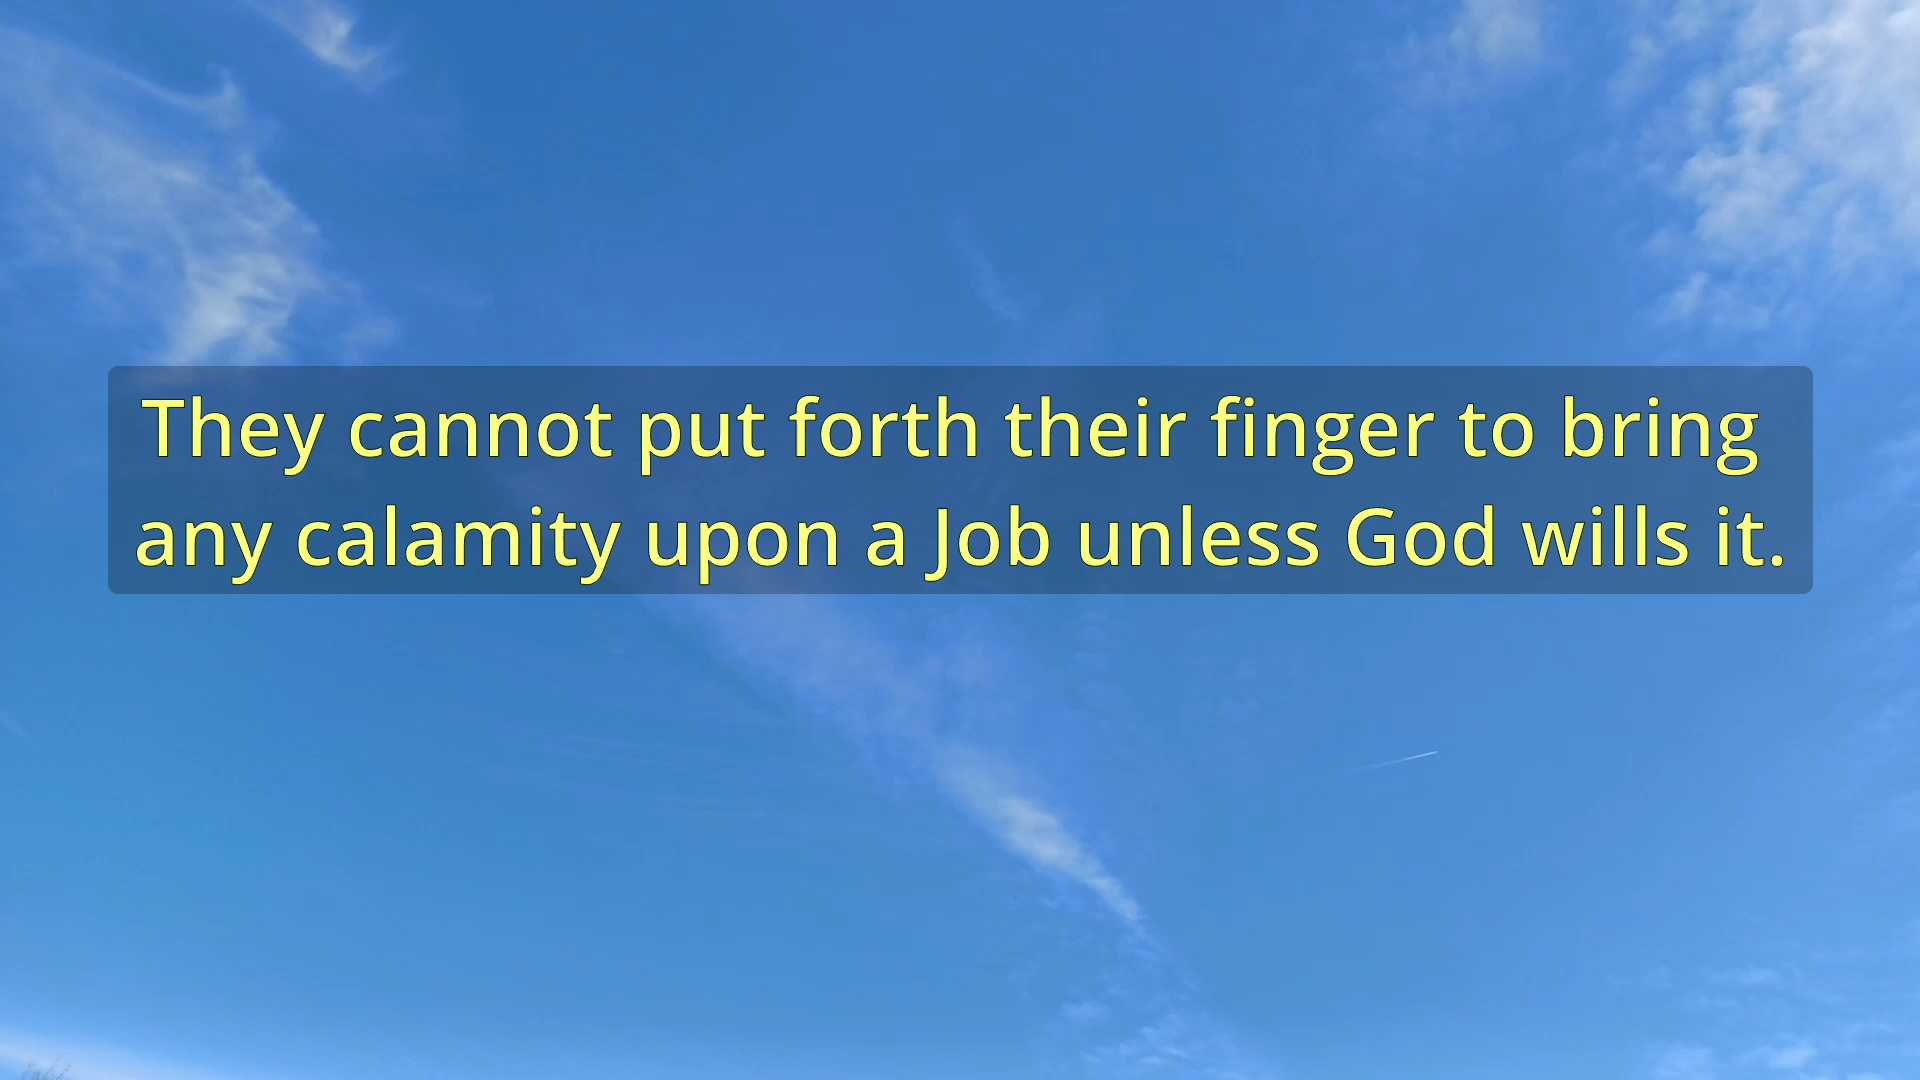 They cannot put forth their finger to bring
any calamity upon a Job unless God wills it.